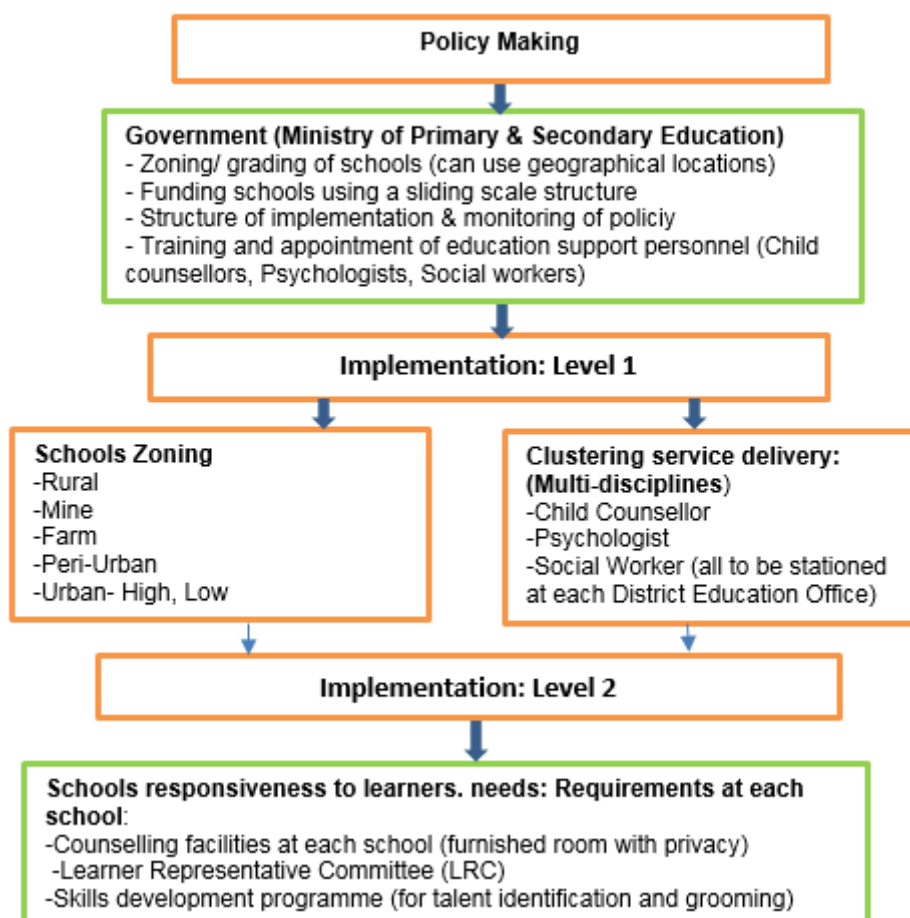 Policy Making
Government (Ministry of Primary & Secondary Education)
- Zoning/ grading of schools (can use geographical locations)
- Funding schools using a sliding scale structure
- Structure of implementation & monitoring of policiy
- Training and appointment of education support personnel (Child
counsellors, Psychologists, Social workers)
Implementation: Level 1
Schools Zoning
-Rural
-Mine
-Farm
-Peri-Urban
-Urban- High, Low
Clustering service delivery:
(Multi-disciplines)
-Child Counsellor
-Psychologist
-Social Worker (all to be stationed
at each District Education Office)
Implementation: Level 2
Schools responsiveness to learners. needs: Requirements at each
school:
-Counselling facilities at each school (furnished room with privacy)
-Learner Representative Committee (LRC)
-Skills development programme (for talent identification and grooming)